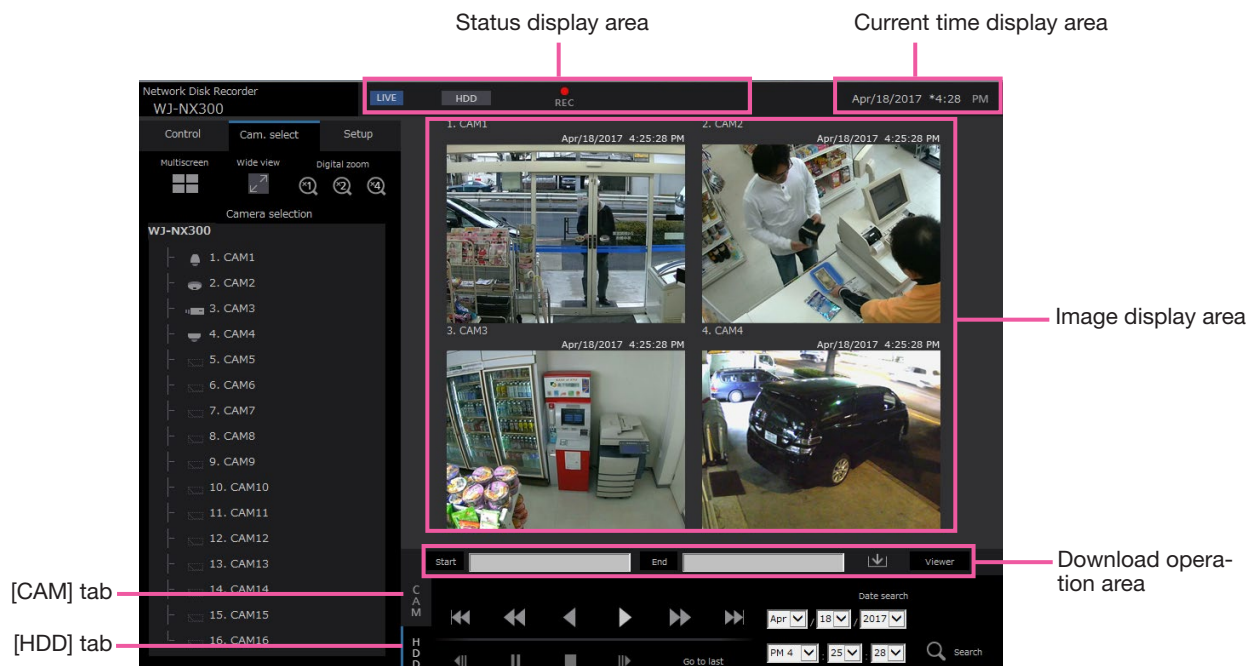 Status display area
Current time display area
Network Disk Recorder
WJ-NX300
LIVE
HDD
REC
Apr/18/2017 *4:28 PM
Control
Cam. select
Setup
Multiscreen
Wide view
Digital zoom
×1
×2
×4
Camera selection
WJ-NX300
1. CAM1
2. CAM2
3. CAM3
4. CAM4
5. CAM5
6. CAM6
7. CAM7
8. CAM8
9. CAM9
10. CAM10
11. CAM11
12. CAM12
13. CAM13
14. CAM14
15. CAM15
16. CAM16
1. CAM1
Apr/18/2017 4:25:28 PM
2. CAM2
Apr/18/2017 4:25:28 PM
3. CAM3
Apr/18/2017 4:25:28 PM
4. CAM4
Apr/18/2017 4:25:28 PM
Image display area
Start
End
Viewer
Download opera-
tion area
[CAM] tab
[HDD] tab
CAM
HDD
Date search
Apr / 18 / 2017
PM 4 : 25 : 28
Search
Go to last